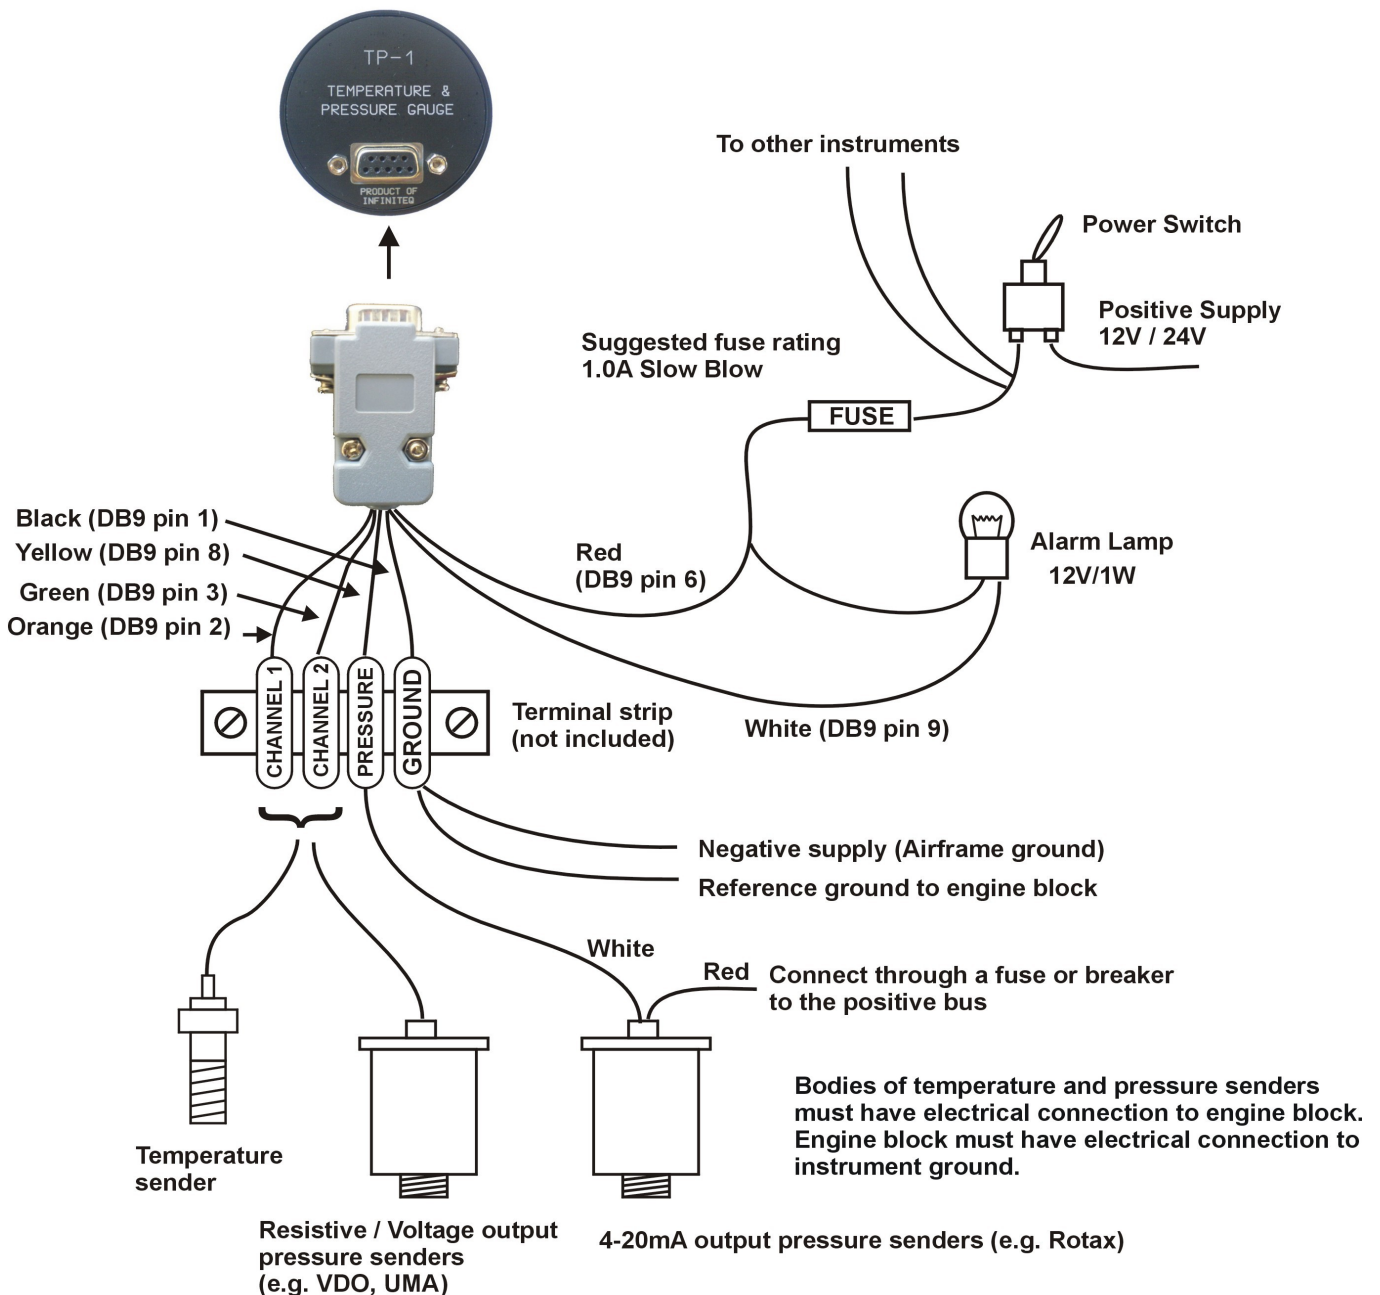 TP-1
TEMPERATURE &
PRESSURE GAUGE
PRODUCT OF
INFINITEQ
To other instruments
Power Switch
Positive Supply
12V / 24V
Suggested fuse rating
1.0A Slow Blow
FUSE
Black (DB9 pin 1)
Yellow (DB9 pin 8)
Green (DB9 pin 3)
Orange (DB9 pin 2)
Red
(DB9 pin 6)
Alarm Lamp
12V/1W
CHANNEL 1
CHANNEL 2
PRESSURE
GROUND
Terminal strip
(not included)
White (DB9 pin 9)
Negative supply (Airframe ground)
Reference ground to engine block
White
Red
Connect through a fuse or breaker
to the positive bus
Bodies of temperature and pressure senders
must have electrical connection to engine block.
Engine block must have electrical connection to
instrument ground.
Temperature
sender
Resistive / Voltage output
pressure senders
(e.g. VDO, UMA)
4-20mA output pressure senders (e.g. Rotax)